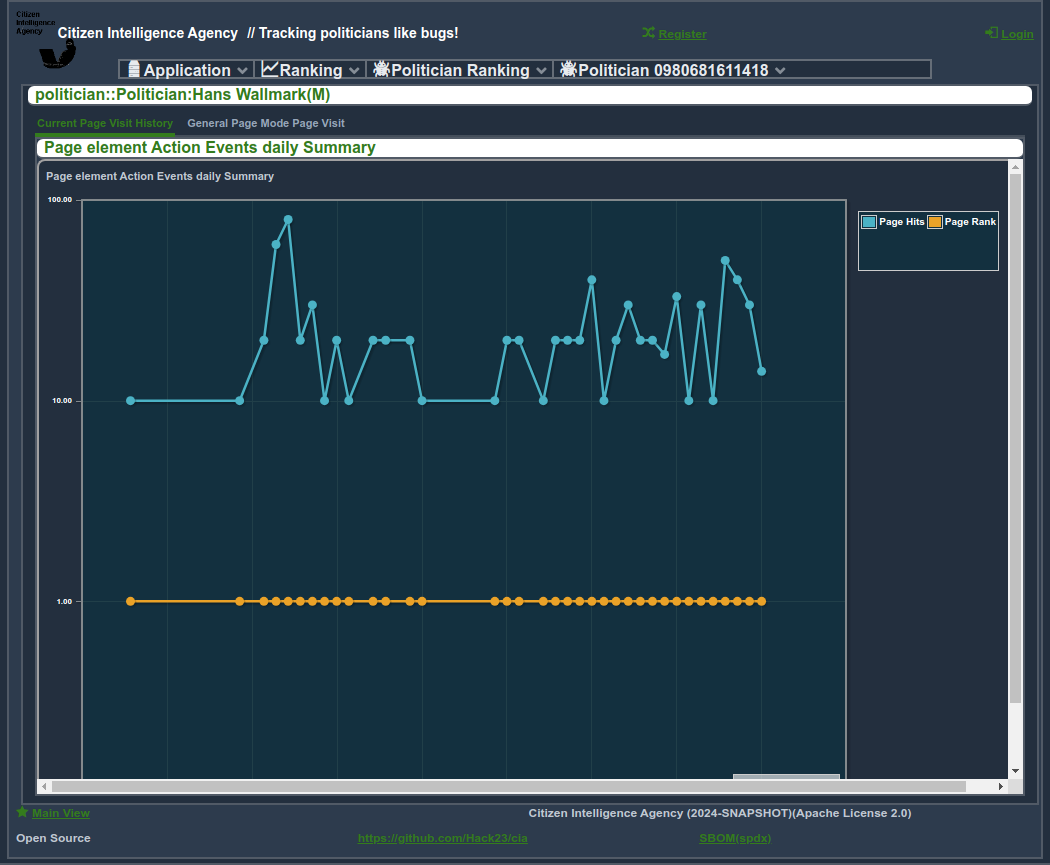 Citizen
Intelligence
Agency
Citizen Intelligence Agency // Tracking politicians like bugs!
Register
Login
Application
Ranking
Politician Ranking
Politician 0980681611418
politician::Politician:Hans Wallmark(M)
Current Page Visit History
General Page Mode Page Visit
Page element Action Events daily Summary
Page element Action Events daily Summary
100.00
Page Hits
Page Rank
10.00
1.00
Main View
Citizen Intelligence Agency (2024-SNAPSHOT)(Apache License 2.0)
Open Source
https://github.com/Hack23/cia
SBOM(spdx)